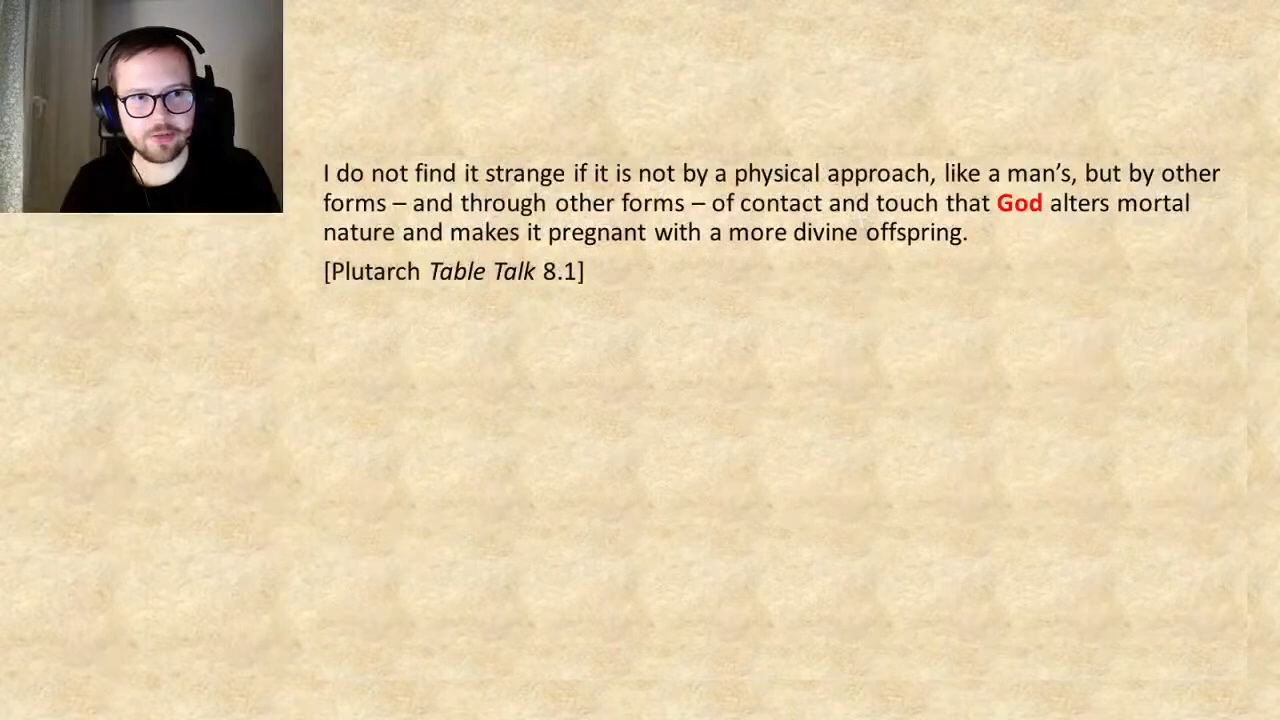 I do not find it strange if it is not by a physical approach, like a man’s, but by other
forms – and through other forms – of contact and touch that God alters mortal
nature and makes it pregnant with a more divine offspring.
[Plutarch Table Talk 8.1]